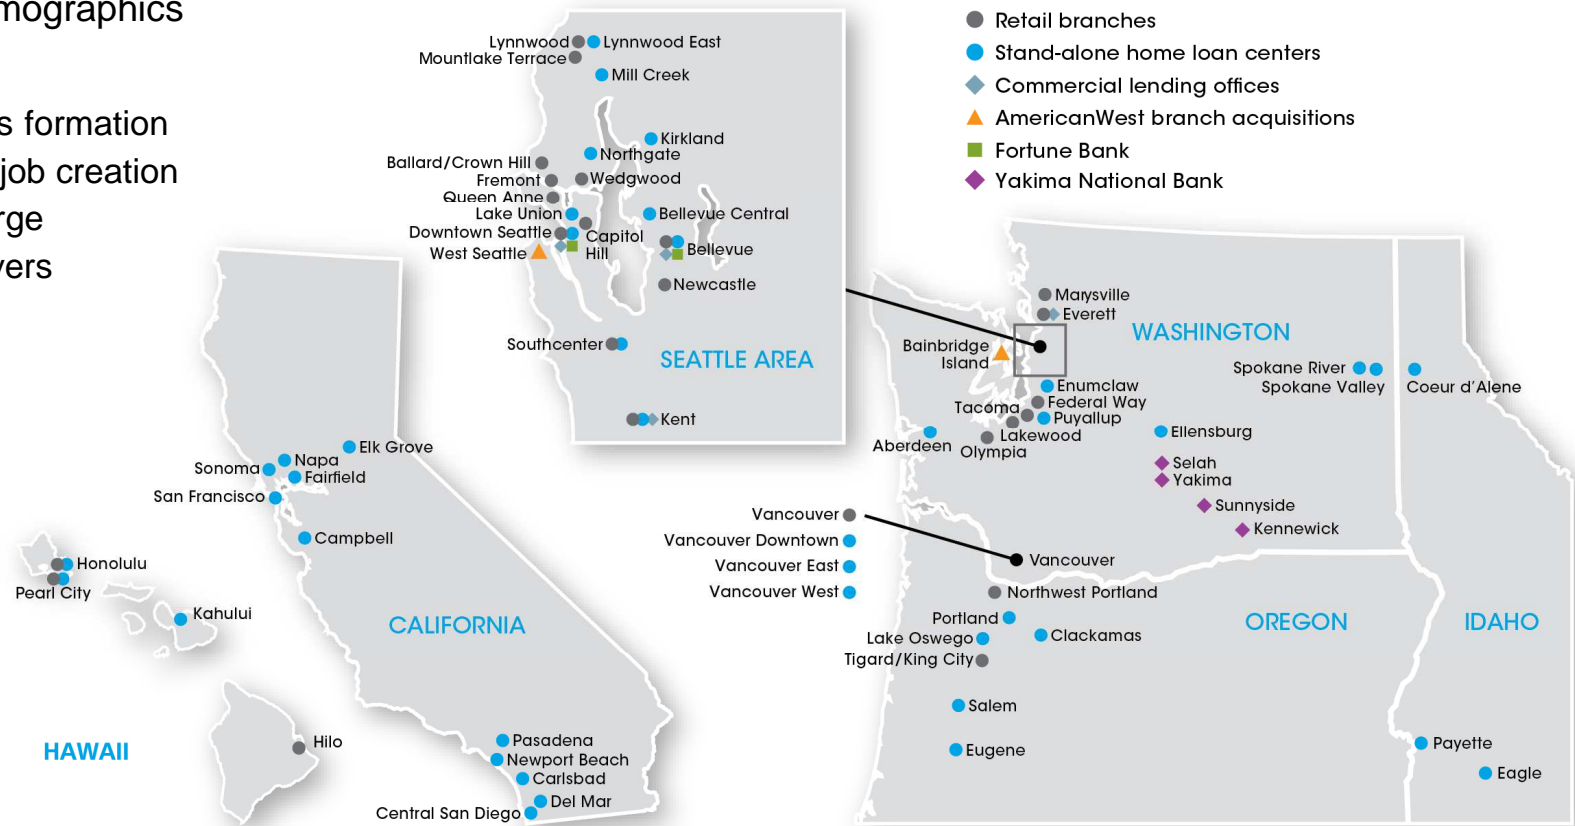 mographics
s formation
job creation
rge
yers
Retail branches
Stand-alone home loan centers
Commercial lending offices
AmericanWest branch acquisitions
Fortune Bank
Yakima National Bank
Lynnwood
Lynnwood East
Mountlake Terrace
Mill Creek
Kirkland
Northgate
Ballard/Crown Hill
Fremont
Wedgwood
Queen Anne
Lake Union
Bellevue Central
Downtown Seattle
Capitol
Hill
West Seattle
Bellevue
Newcastle
Southcenter
SEATTLE AREA
Kent
Marysville
Everett
WASHINGTON
Bainbridge
Island
Spokane River
Spokane Valley
Coeur d’Alene
Enumclaw
Federal Way
Tacoma
Puyallup
Lakewood
Olympia
Aberdeen
Ellensburg
Selah
Yakima
Sunnyside
Kennewick
Vancouver
Vancouver Downtown
Vancouver East
Vancouver West
Vancouver
Northwest Portland
Portland
Lake Oswego
Clackamas
Tigard/King City
OREGON
IDAHO
Salem
Eugene
Payette
Eagle
Elk Grove
Napa
Sonoma
Fairfield
San Francisco
Campbell
CALIFORNIA
Pasadena
Newport Beach
Carlsbad
Del Mar
Central San Diego
Honolulu
Pearl City
Kahului
Hilo
HAWAII